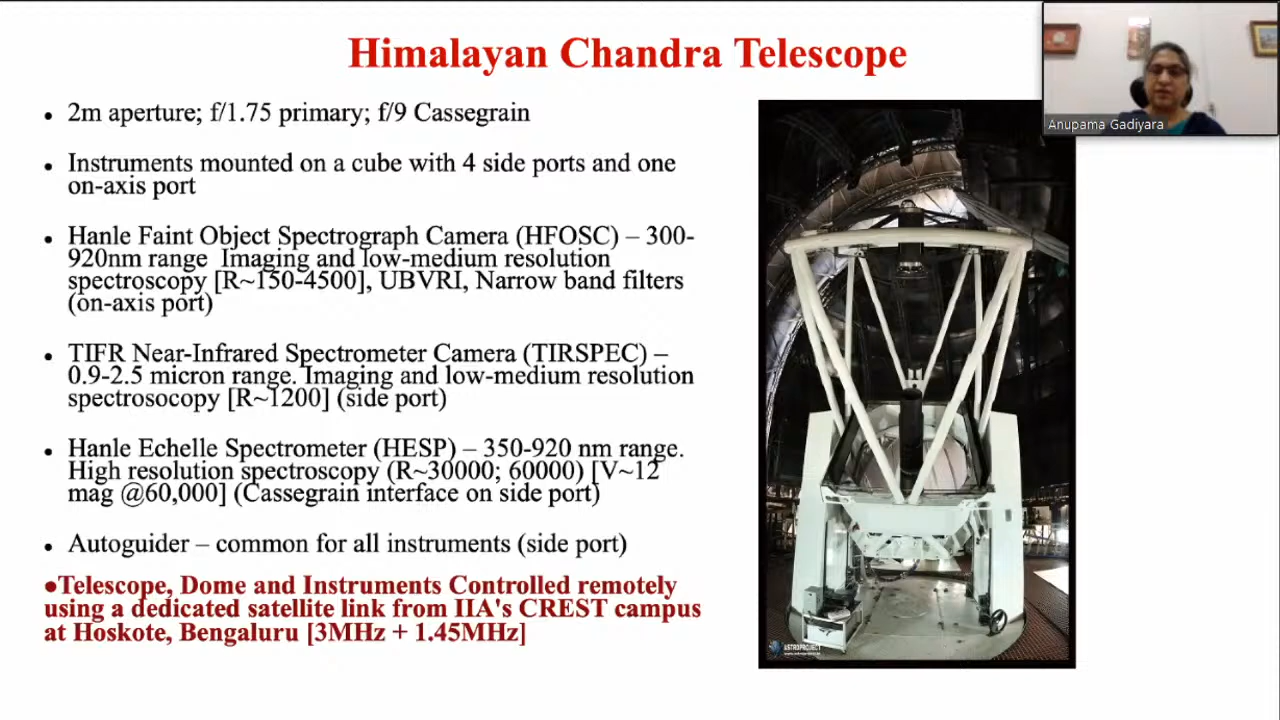 Himalayan Chandra Telescope
Anupama Gadiyara
• 2m aperture; f/1.75 primary; f/9 Cassegrain
• Instruments mounted on a cube with 4 side ports and one
on-axis port
• Hanle Faint Object Spectrograph Camera (HFOSC) – 300-
920nm range  Imaging and low-medium resolution
spectroscopy [R~150-4500], UBVRI, Narrow band filters
(on-axis port)
• TIFR Near-Infrared Spectrometer Camera (TIRSPEC) –
0.9-2.5 micron range. Imaging and low-medium resolution
spectrosocopy [R~1200] (side port)
• Hanle Echelle Spectrometer (HESP) – 350-920 nm range.
High resolution spectroscopy (R~30000; 60000) [V~12
mag @60,000] (Cassegrain interface on side port)
• Autoguider – common for all instruments (side port)
●Telescope, Dome and Instruments Controlled remotely
using a dedicated satellite link from IIA's CREST campus
at Hoskote, Bengaluru [3MHz + 1.45MHz]
ASTROPROJECT